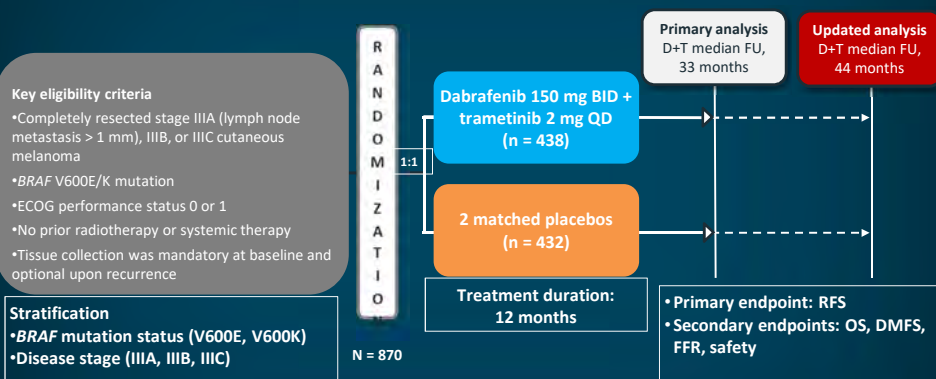 Key eligibility criteria
•Completely resected stage IIIA (lymph node
metastasis > 1 mm), IIIB, or IIIC cutaneous
melanoma
•BRAF V600E/K mutation
•ECOG performance status 0 or 1
•No prior radiotherapy or systemic therapy
•Tissue collection was mandatory at baseline and
optional upon recurrence
Stratification
•BRAF mutation status (V600E, V600K)
•Disease stage (IIIA, IIIB, IIIC)
R
A
N
D
O
M
I
Z
A
T
I
O
N = 870
1:1
Dabrafenib 150 mg BID +
trametinib 2 mg QD
(n = 438)
2 matched placebos
(n = 432)
Treatment duration:
12 months
Primary analysis
D+T median FU,
33 months
Updated analysis
D+T median FU,
44 months
• Primary endpoint: RFS
• Secondary endpoints: OS, DMFS,
FFR, safety